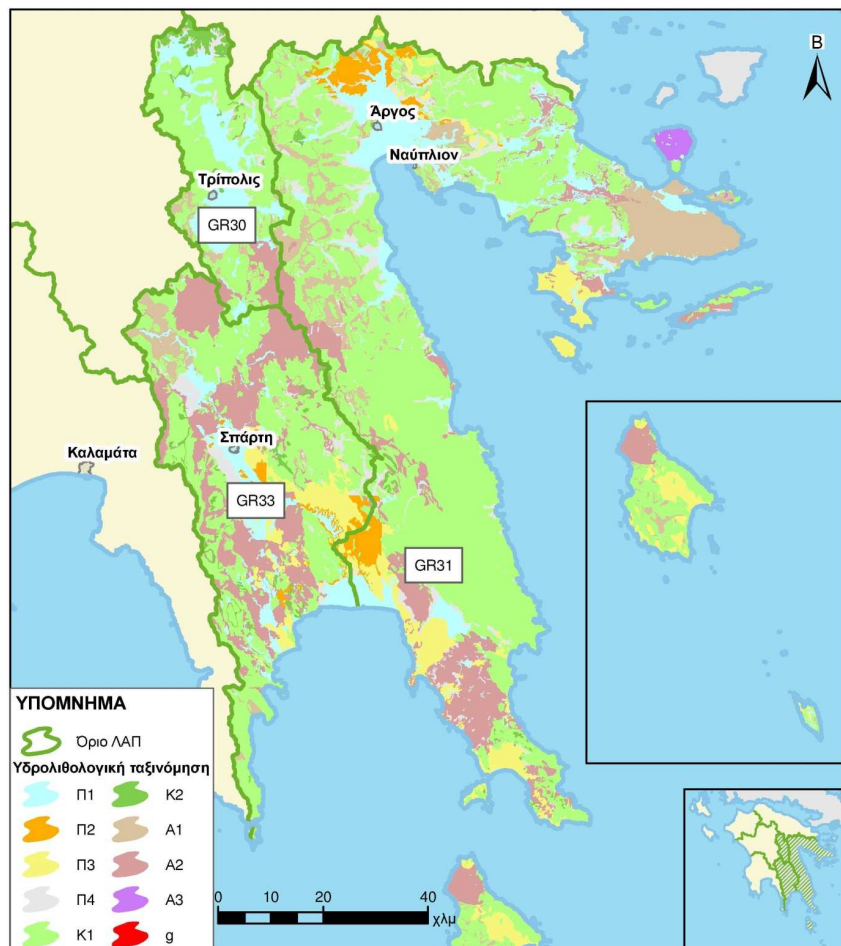 B
Άργος
Ναύπλιον
Τρίπολις
GR30
Σπάρτη
Καλαμάτα
GR33
GR31
ΥΠΟΜΝΗΜΑ
Όριο ΛΑΠ
Υδρολιθολογική ταξινόμηση
Π1 Κ2
Π2 Α1
Π3 Α2
Π4 Α3
Κ1 g
0 10 20 40
χλμ